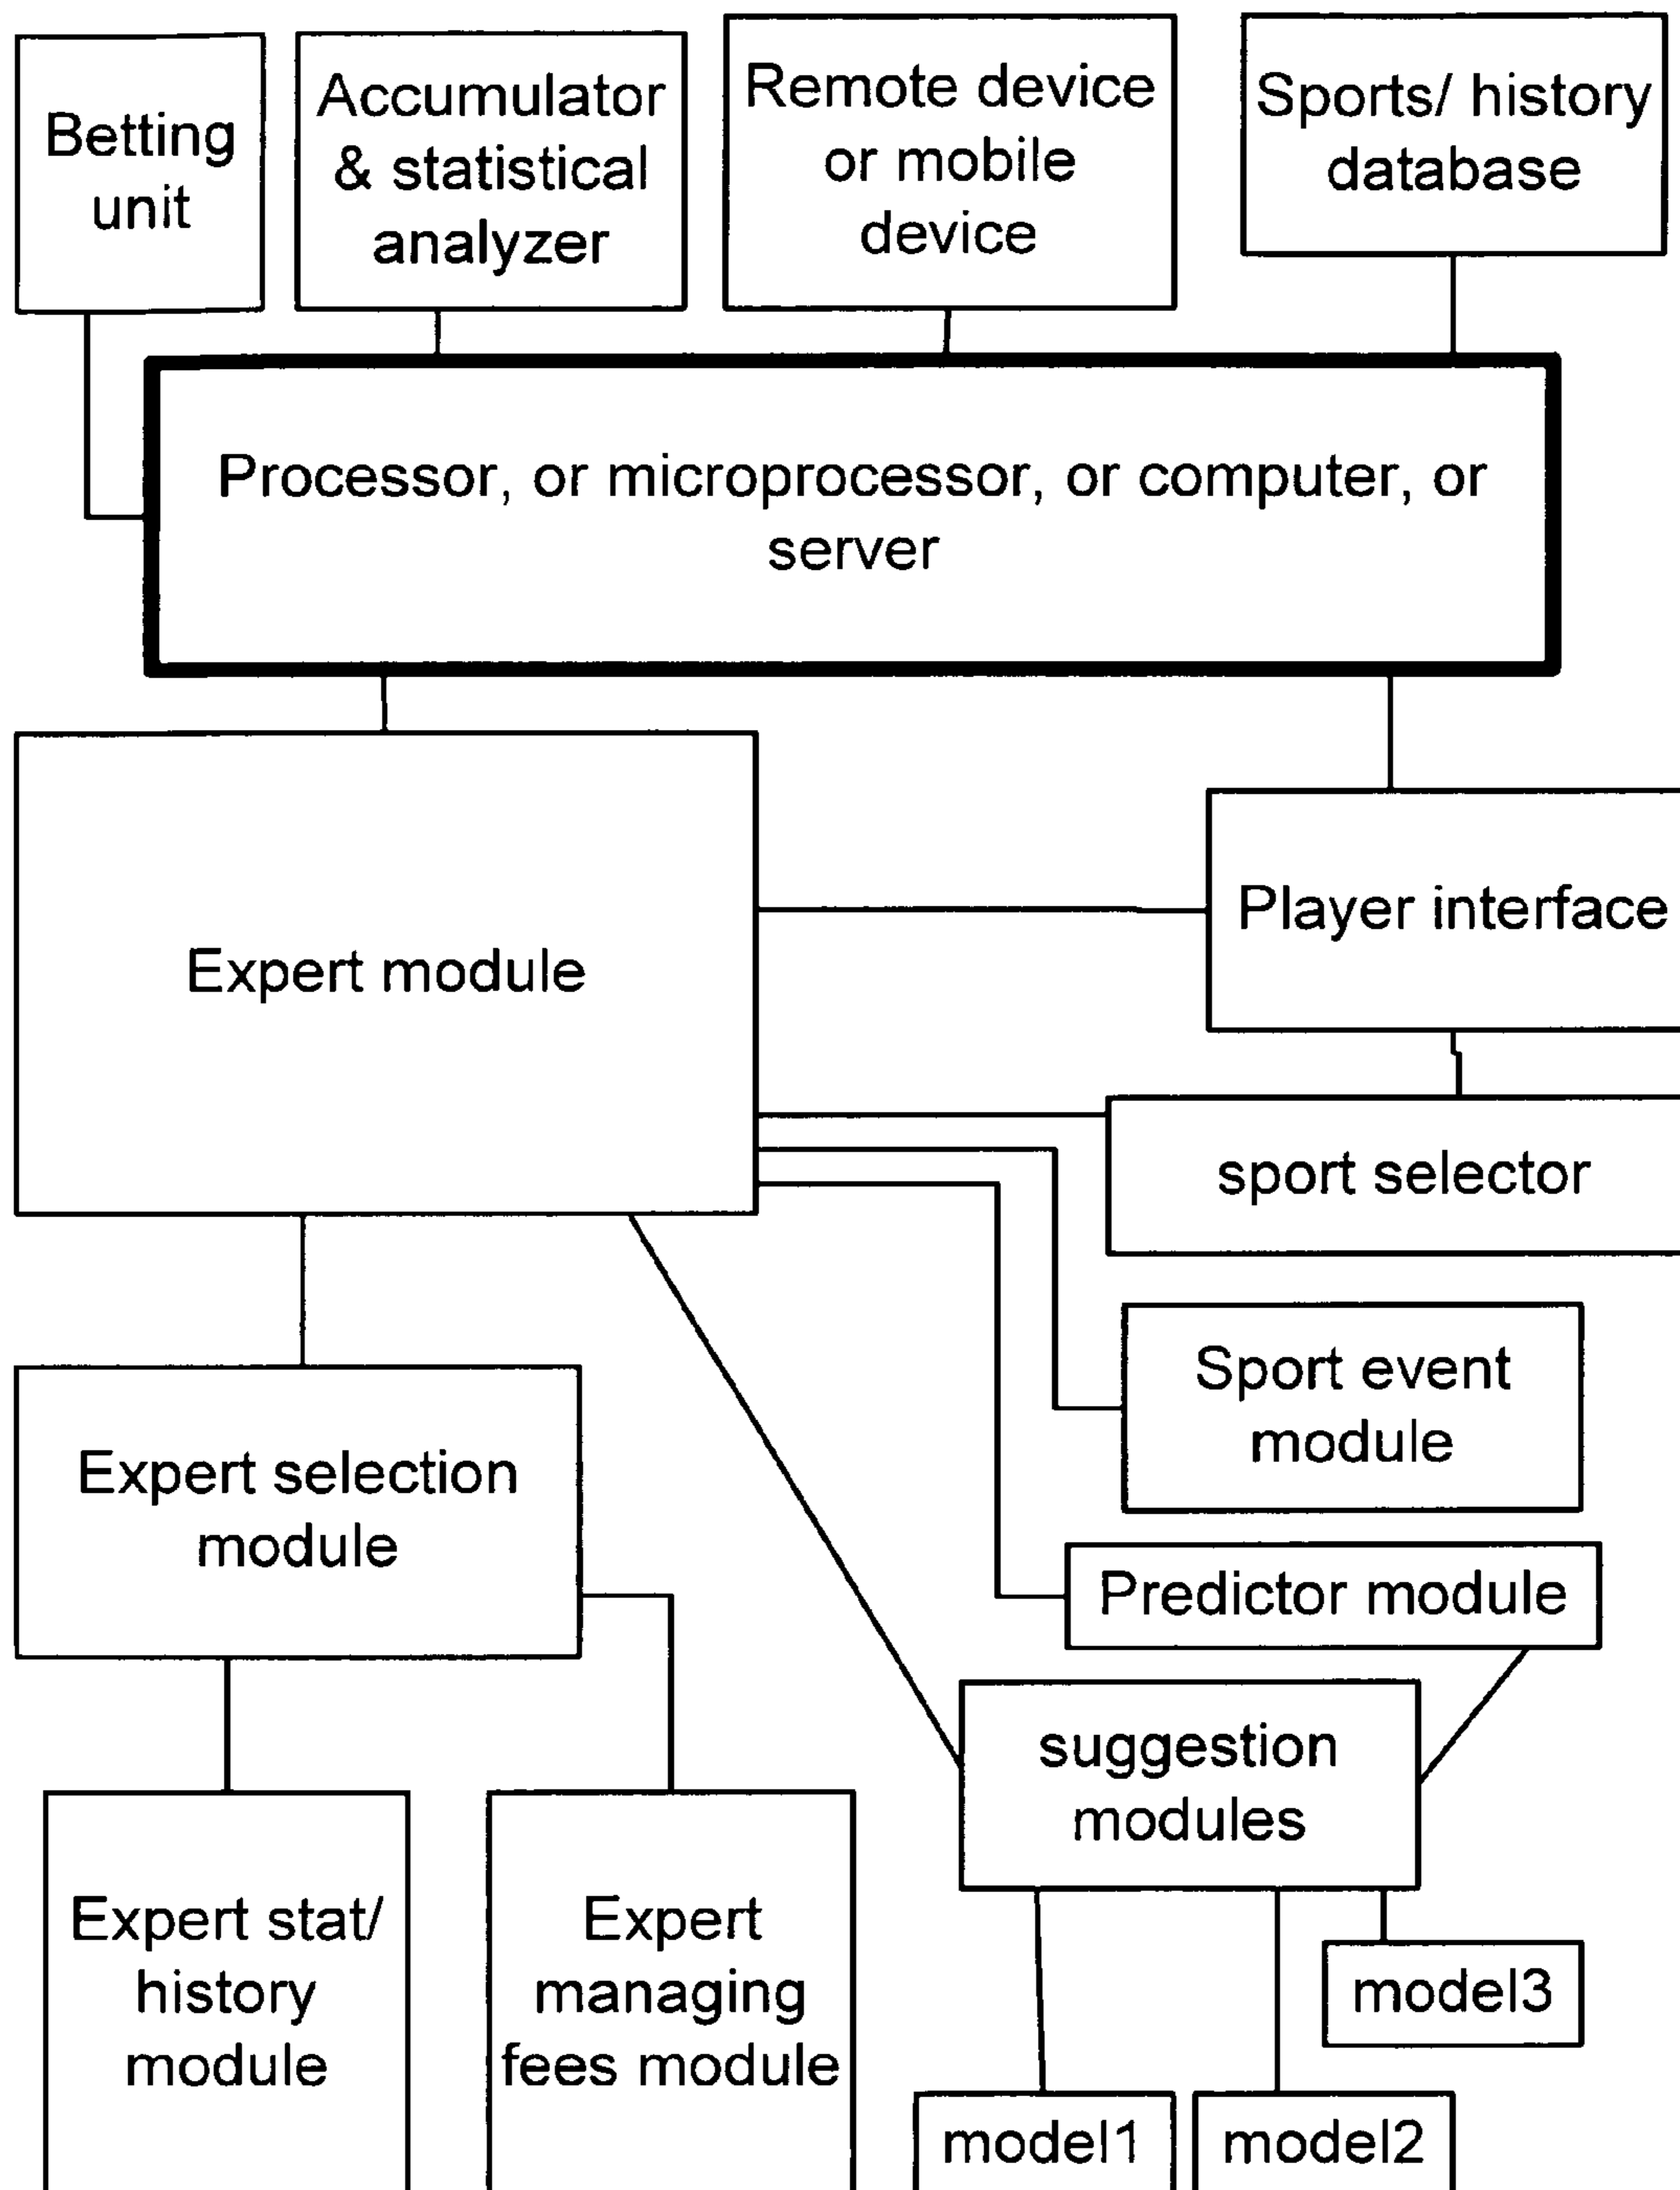 Betting
unit
Accumulator
& statistical
analyzer
Remote device
or mobile
device
Sports/ history
database
Processor, or microprocessor, or computer, or
server
Expert module
Player interface
sport selector
Sport event
module
Expert selection
module
Predictor module
suggestion
modules
Expert stat/
history
module
Expert
managing
fees module
model3
model1
model2